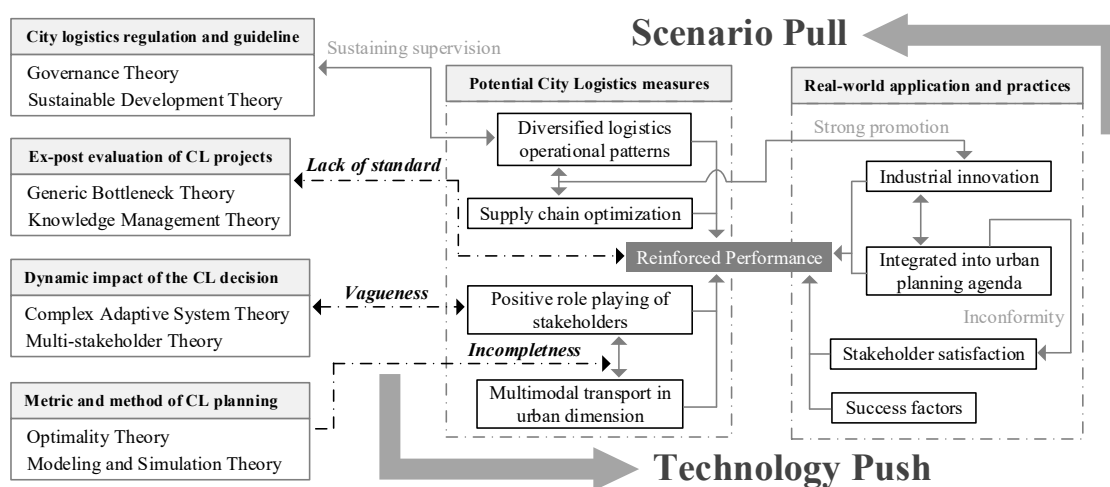 Scenario Pull
City logistics regulation and guideline
Governance Theory
Sustainable Development Theory
Sustaining supervision
Ex-post evaluation of CL projects
Generic Bottleneck Theory
Knowledge Management Theory
Lack of standard
Dynamic impact of the CL decision
Complex Adaptive System Theory
Multi-stakeholder Theory
Vagueness
Incompletness
Metric and method of CL planning
Optimality Theory
Modeling and Simulation Theory
Potential City Logistics measures
Diversified logistics
operational patterns
Supply chain optimization
Reinforced Performance
Positive role playing of
stakeholders
Multimodal transport in
urban dimension
Real-world application and practices
Strong promotion
Industrial innovation
Integrated into urban
planning agenda
Inconformity
Stakeholder satisfaction
Success factors
Technology Push